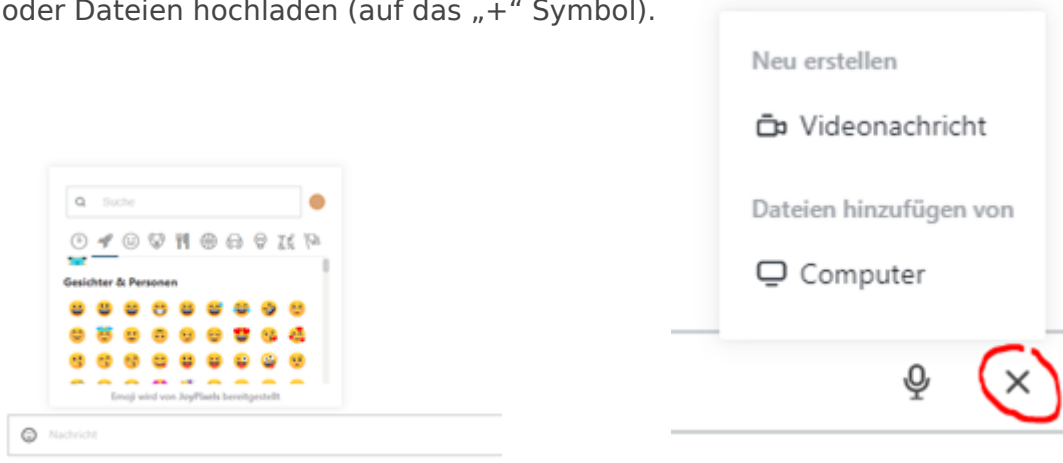 oder Dateien hochladen (auf das „+“ Symbol).
Suche
Gesichter & Personen
Emoji wird von JoyPixels bereitgestellt
Nachricht
Neu erstellen
Videonachricht
Dateien hinzufügen von
Computer